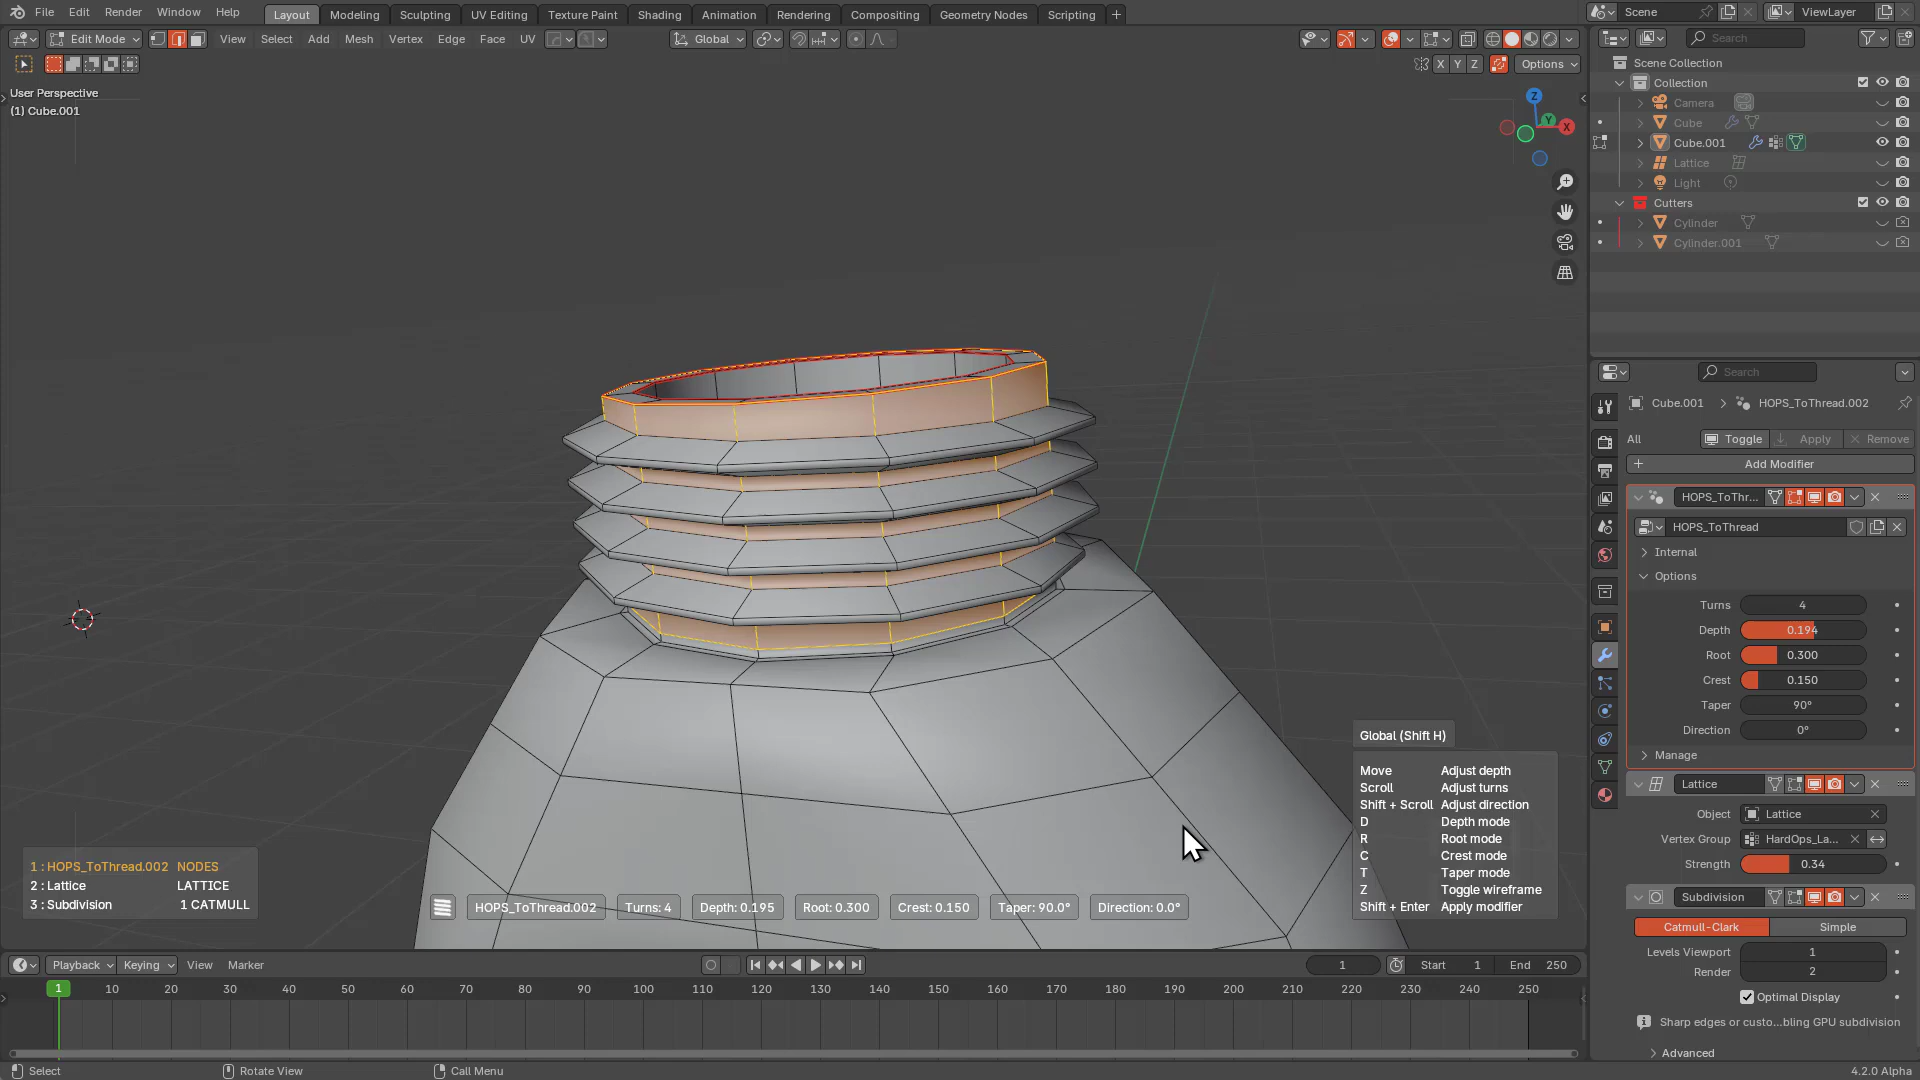 File Edit Render Window Help
Layout Modeling Sculpting UV Editing Texture Paint Shading Animation Rendering Compositing Geometry Nodes Scripting +
Scene
ViewLayer
Edit Mode
View Select Add Mesh Vertex Edge Face UV
Global
Search
X Y Z
Options
User Perspective
(1) Cube.001
Z
Y
X
Scene Collection
Collection
Camera
Cube
Cube.001
Lattice
Light
Cutters
Cylinder
Cylinder.001
Search
Cube.001 > HOPS_ToThread.002
All Toggle Apply Remove
Add Modifier
HOPS_ToThr...
HOPS_ToThread
Internal
Options
Turns 4
Depth 0.194
Root 0.300
Crest 0.150
Taper 90°
Direction 0°
Manage
Lattice
Object Lattice
Vertex Group HardOps_La...
Strength 0.34
Subdivision
Catmull-Clark Simple
Levels Viewport 1
Render 2
Optimal Display
Sharp edges or custo...bling GPU subdivision
Advanced
Global (Shift H)
Move Adjust depth
Scroll Adjust turns
Shift + Scroll Adjust direction
D Depth mode
R Root mode
C Crest mode
T Taper mode
Z Toggle wireframe
Shift + Enter Apply modifier
1 : HOPS_ToThread.002 NODES
2 : Lattice LATTICE
3 : Subdivision 1 CATMULL
HOPS_ToThread.002 Turns: 4 Depth: 0.195 Root: 0.300 Crest: 0.150 Taper: 90.0° Direction: 0.0°
Playback Keying View Marker
1 Start 1 End 250
1 10 20 30 40 50 60 70 80 90 100 110 120 130 140 150 160 170 180 190 200 210 220 230 240 250
Select Rotate View Call Menu 4.2.0 Alpha